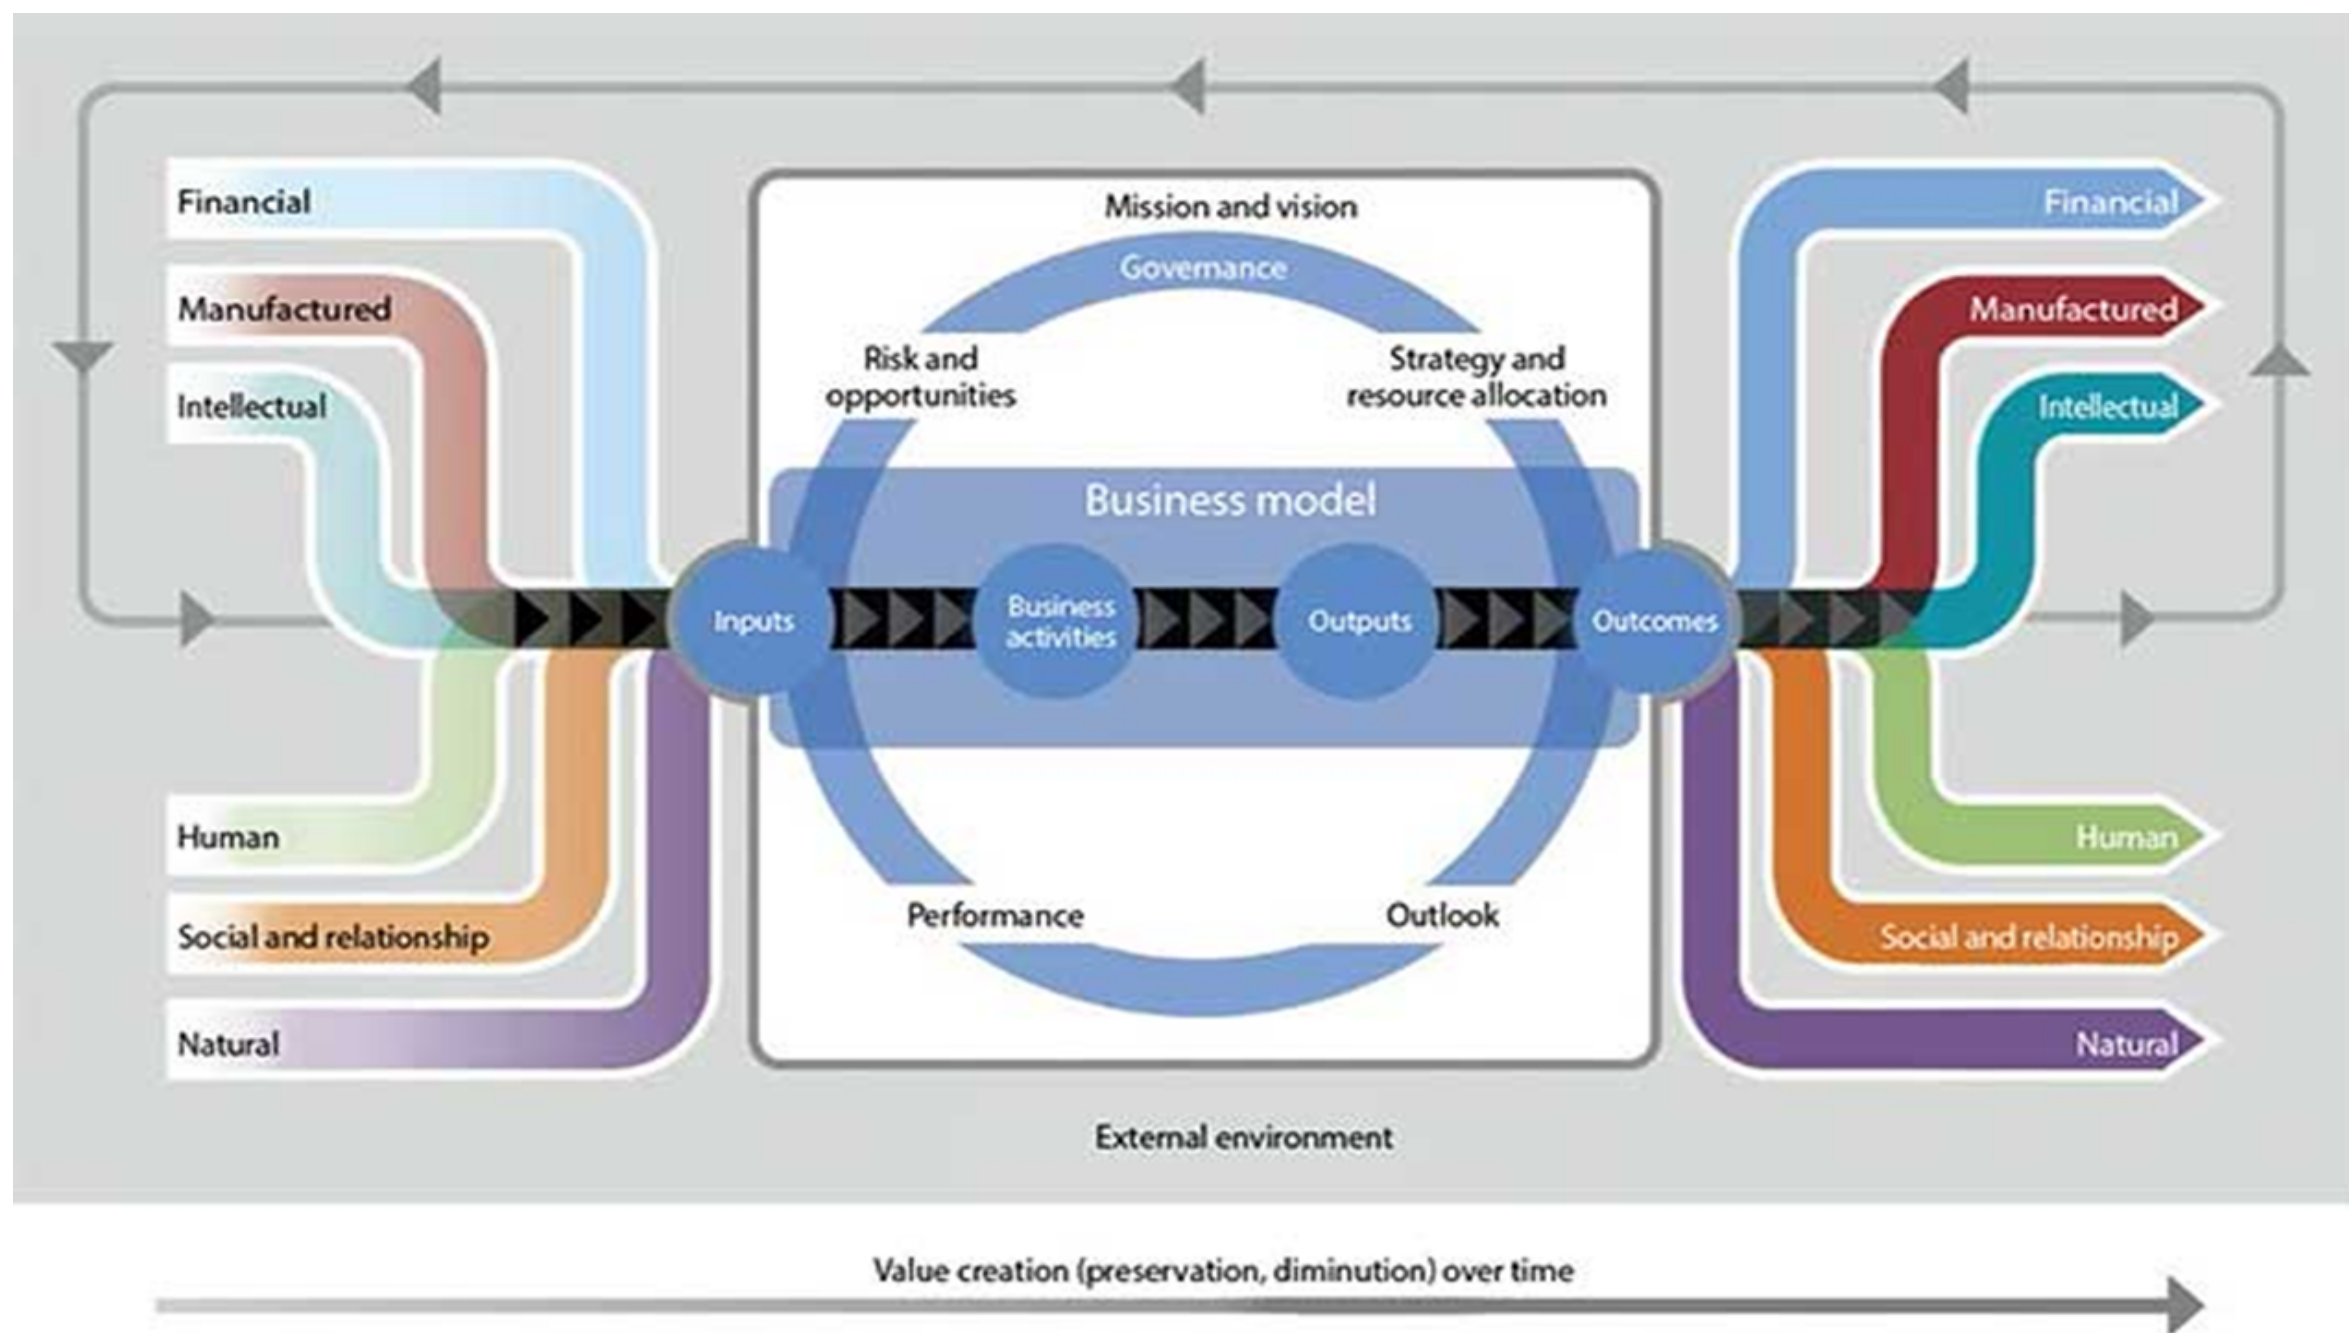 Financial
Manufactured
Intellectual
Human
Social and relationship
Natural
Mission and vision
Governance
Risk and
opportunities
Strategy and
resource allocation
Business model
Inputs
Business
activities
Outputs
Outcomes
Performance
Outlook
Financial
Manufactured
Intellectual
Human
Social and relationship
Natural
External environment
Value creation (preservation, diminution) over time